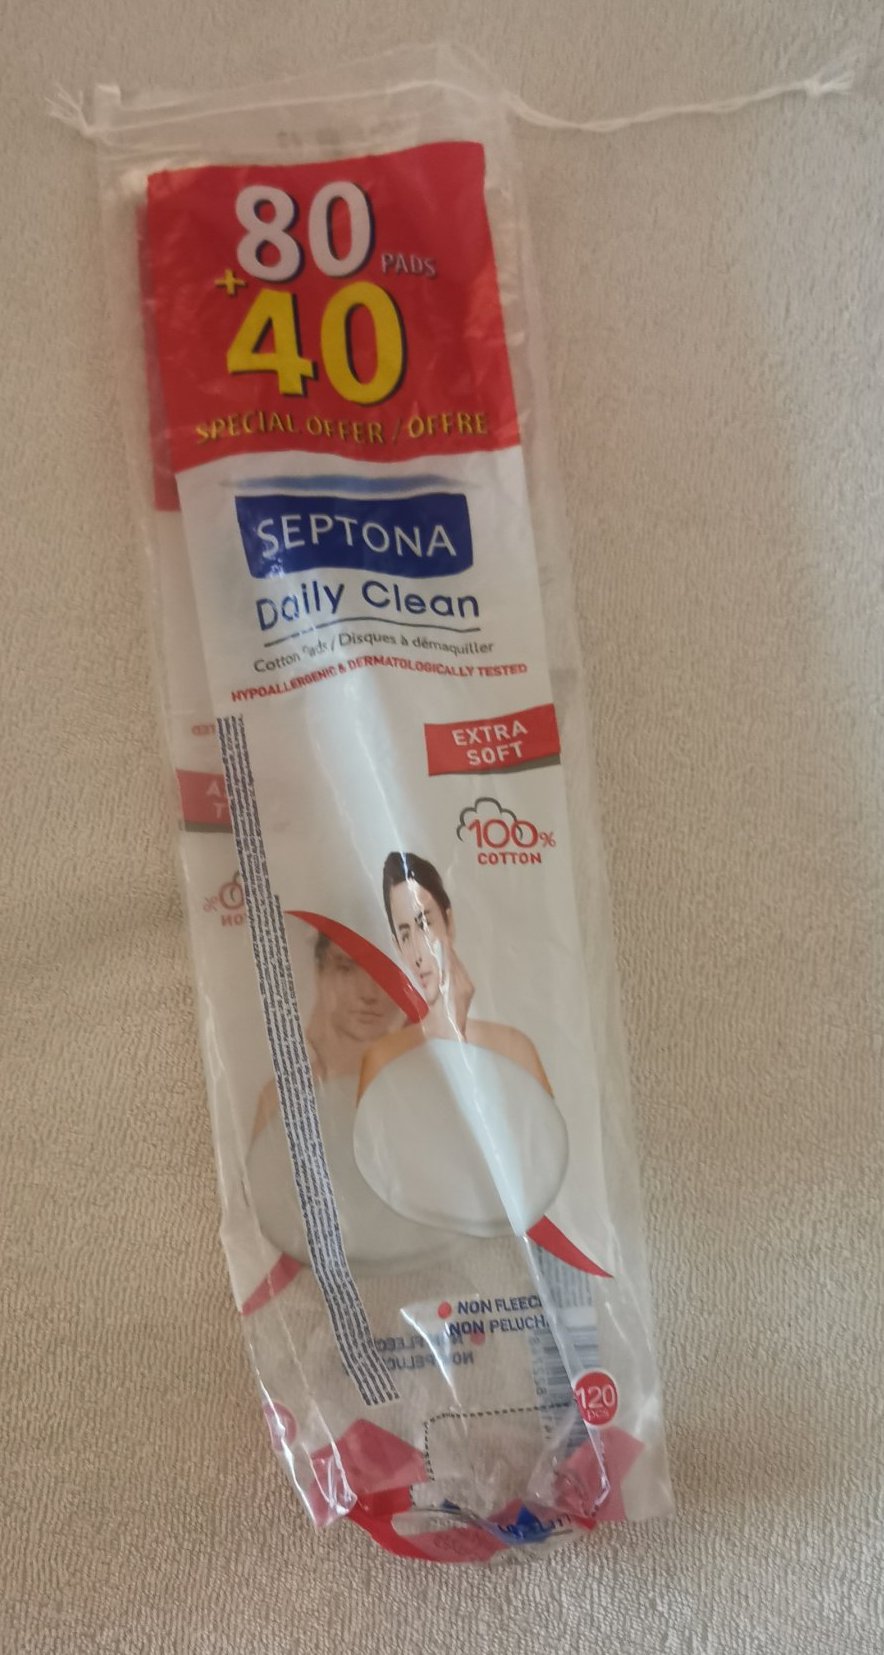 80 PADS
+40
SPECIAL OFFER / OFFRE
SEPTONA
Daily Clean
Cotton Pads / Disques à démaquiller
HYPOALLERGENIC & DERMATOLOGICALLY TESTED
EXTRA
SOFT
100%
COTTON
NON FLEEC
NON PELUCH
120
pcs